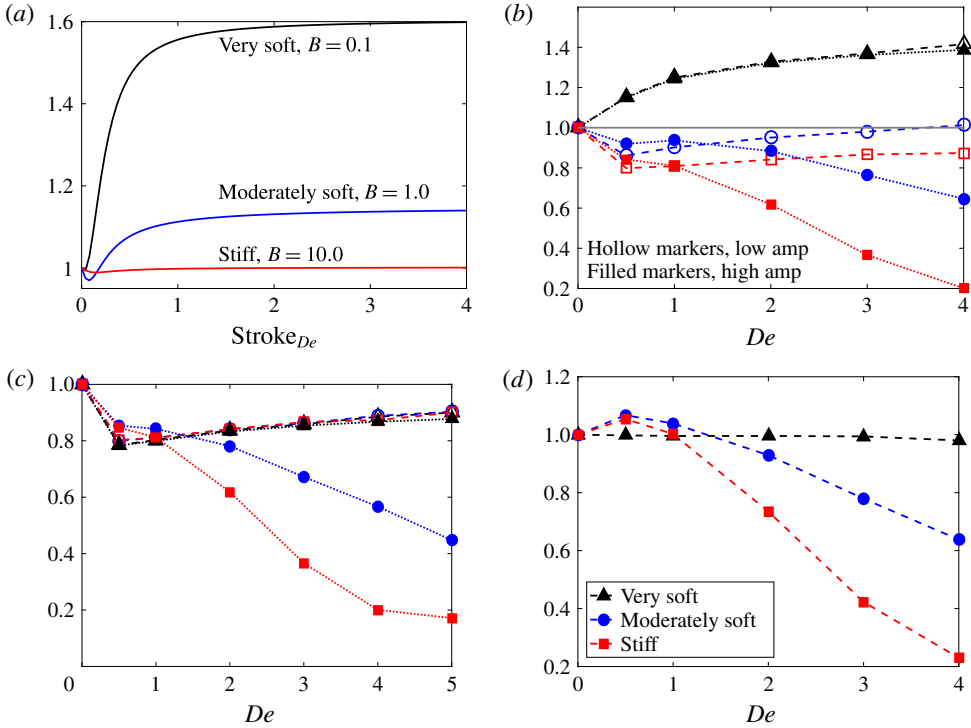 (a)
1.6
1.4
1.2
1
0 1 2 3 4
Very soft, B = 0.1
Moderately soft, B = 1.0
Stiff, B = 10.0
Stroke_De
(b)
1.4
1.2
1.0
0.8
0.6
0.4
0.2
0 1 2 3 4
Hollow markers, low amp
Filled markers, high amp
De
(c)
1.0
0.8
0.6
0.4
0.2
0 1 2 3 4 5
De
(d)
1.2
1.0
0.8
0.6
0.4
0.2
0 1 2 3 4
Very soft
Moderately soft
Stiff
De